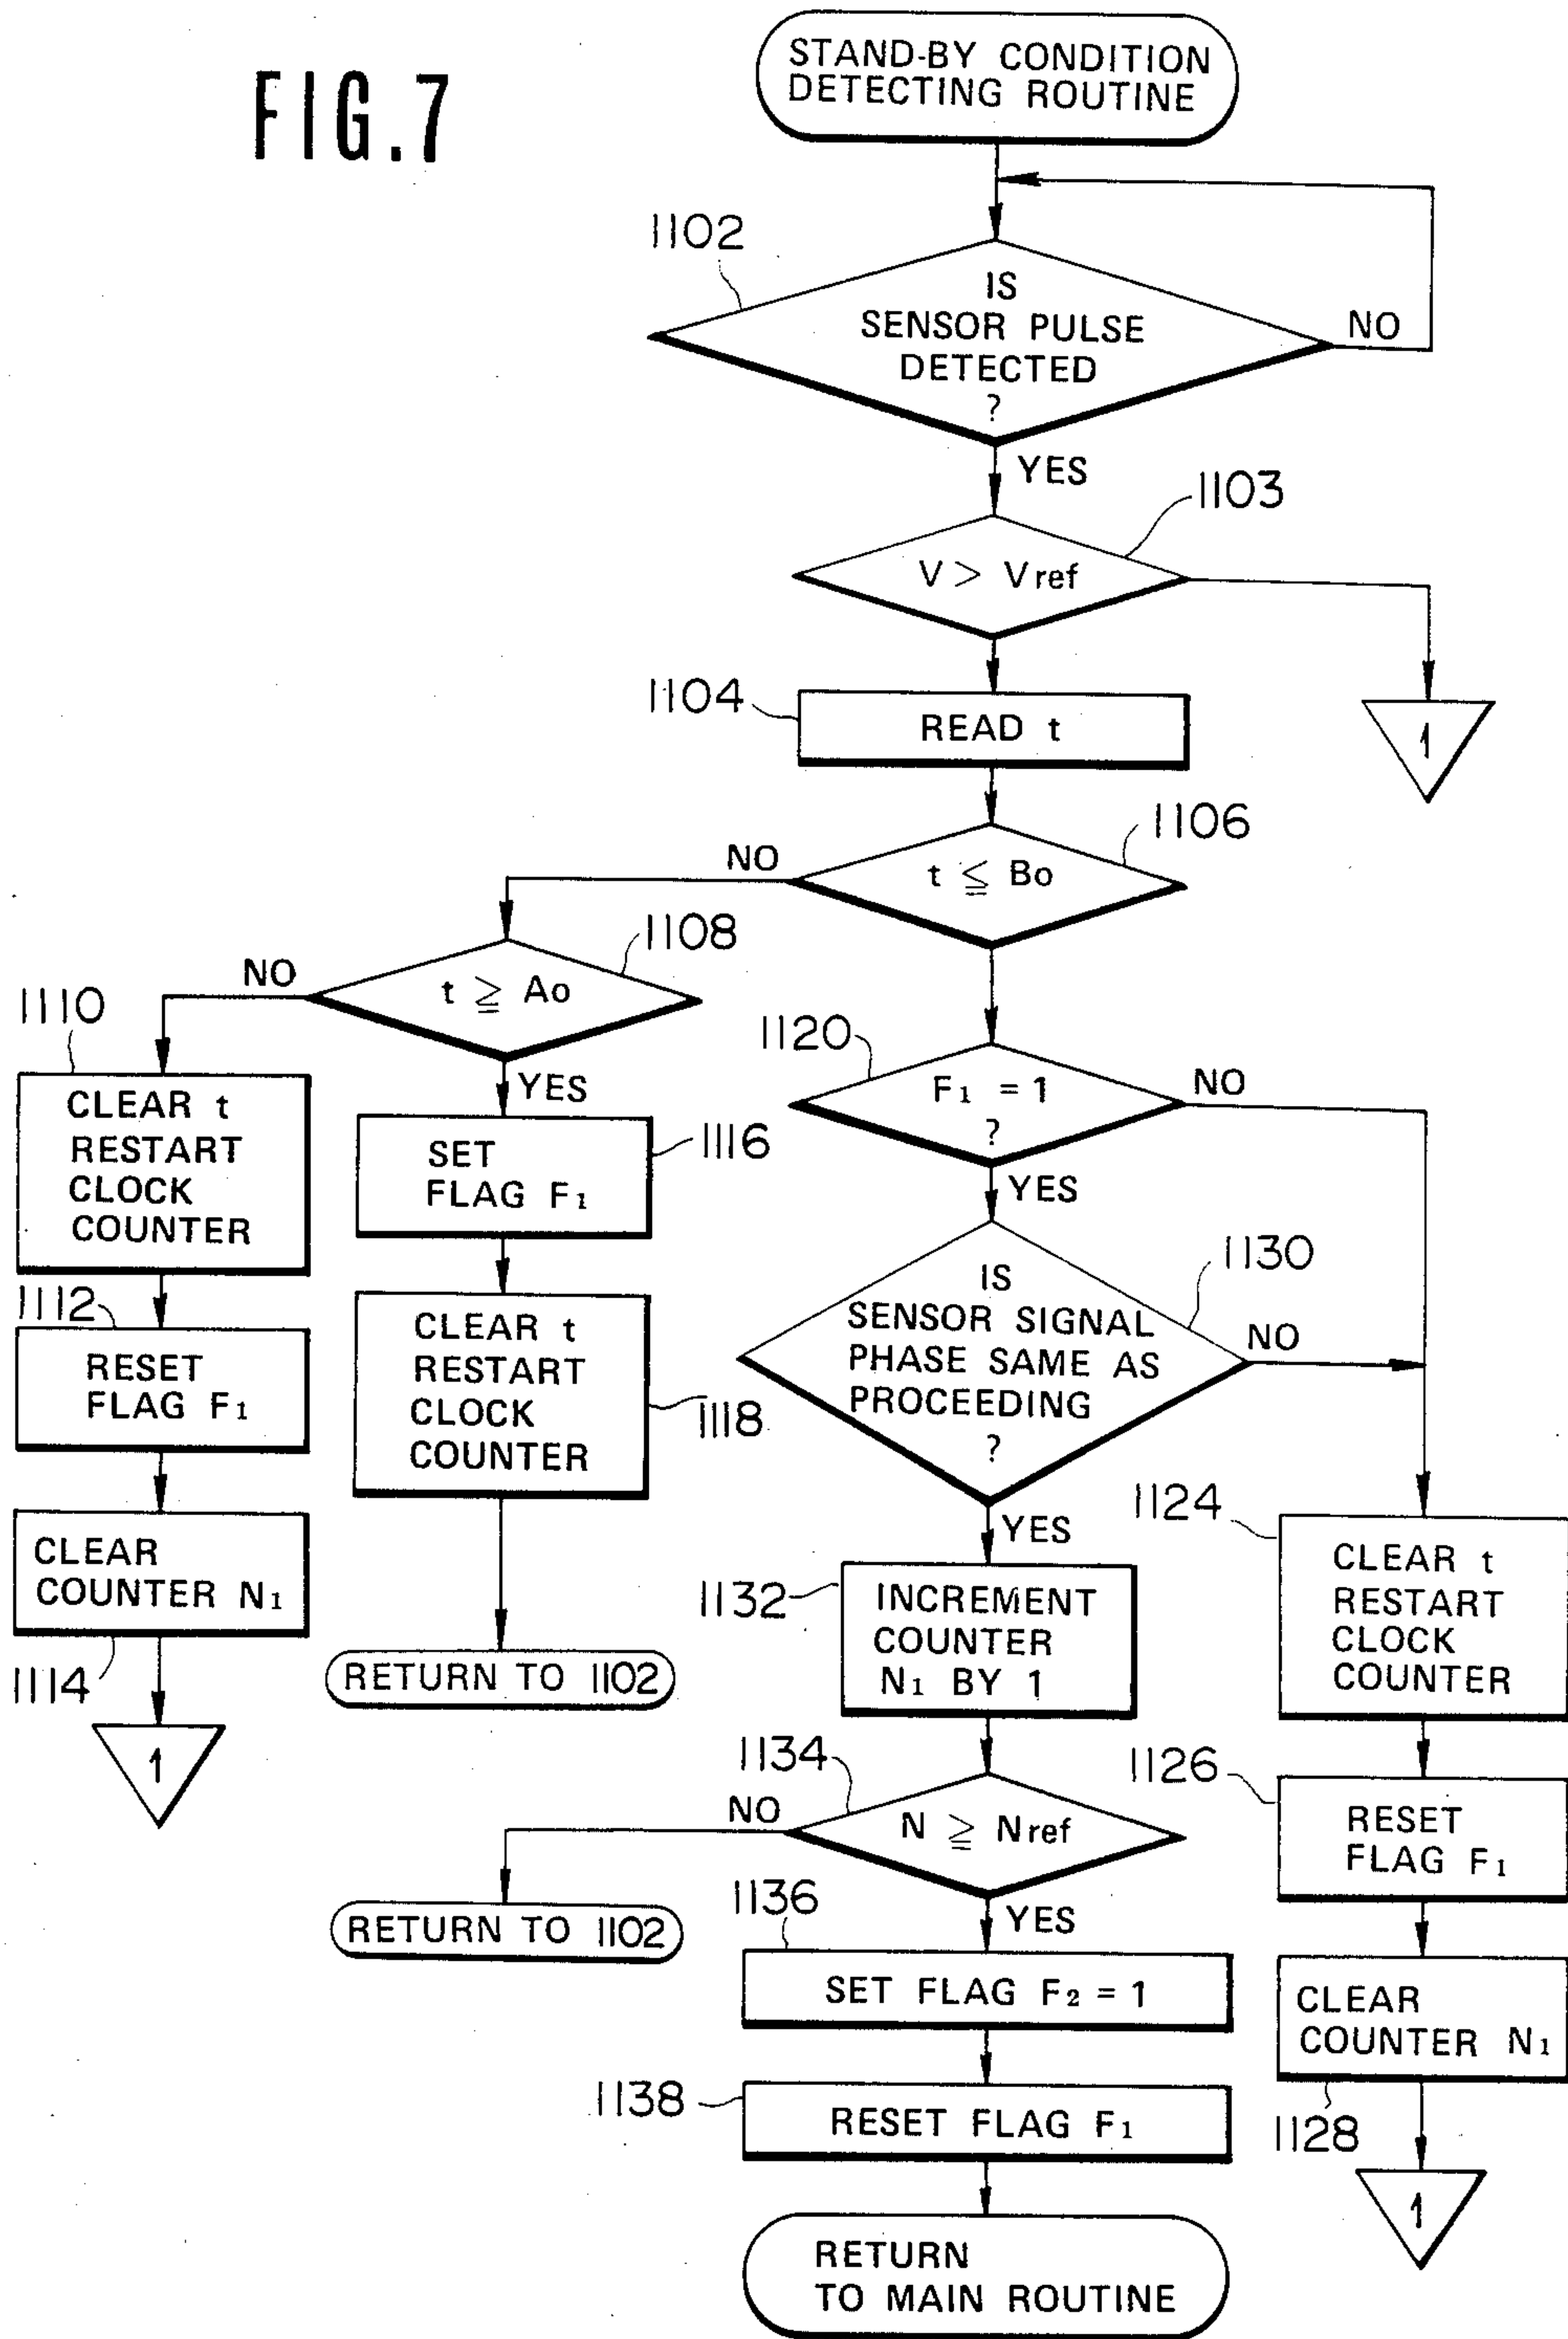 FIG.7
STAND-BY CONDITION
DETECTING ROUTINE
1102
IS
SENSOR PULSE
DETECTED
?
NO
YES
1103
V > Vref
1
1104
READ t
1106
t ≦ Bo
NO
1108
t ≧ Ao
NO
YES
1110
CLEAR t
RESTART
CLOCK
COUNTER
1112
RESET
FLAG F1
CLEAR
COUNTER N1
1114
1
SET
FLAG F1
1116
CLEAR t
RESTART
CLOCK
COUNTER
1118
RETURN TO 1102
1120
F1 = 1
?
NO
YES
1130
IS
SENSOR SIGNAL
PHASE SAME AS
PROCEEDING
?
NO
YES
1132
INCREMENT
COUNTER
N1 BY 1
1134
N ≧ Nref
NO
RETURN TO 1102
YES
1136
SET FLAG F2 = 1
1138
RESET FLAG F1
RETURN
TO MAIN ROUTINE
1124
CLEAR t
RESTART
CLOCK
COUNTER
1126
RESET
FLAG F1
CLEAR
COUNTER N1
1128
1